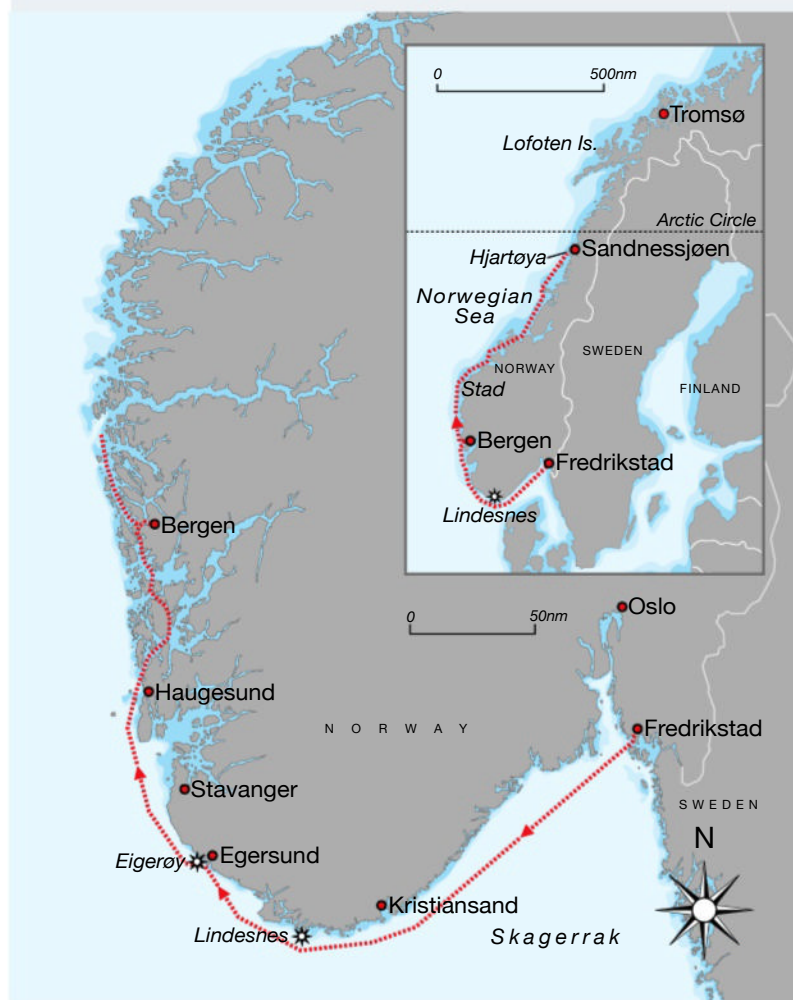 0 500nm
Tromsø
Lofoten Is.
Arctic Circle
Hjartøya
Sandnessjøen
Norwegian
Sea
SWEDEN
NORWAY
Stad
FINLAND
Bergen
Fredrikstad
Lindesnes
Bergen
Oslo
0 50nm
Haugesund
NORWAY
Fredrikstad
Stavanger
SWEDEN
N
Egersund
Eigerøy
Kristiansand
Lindesnes
Skagerrak